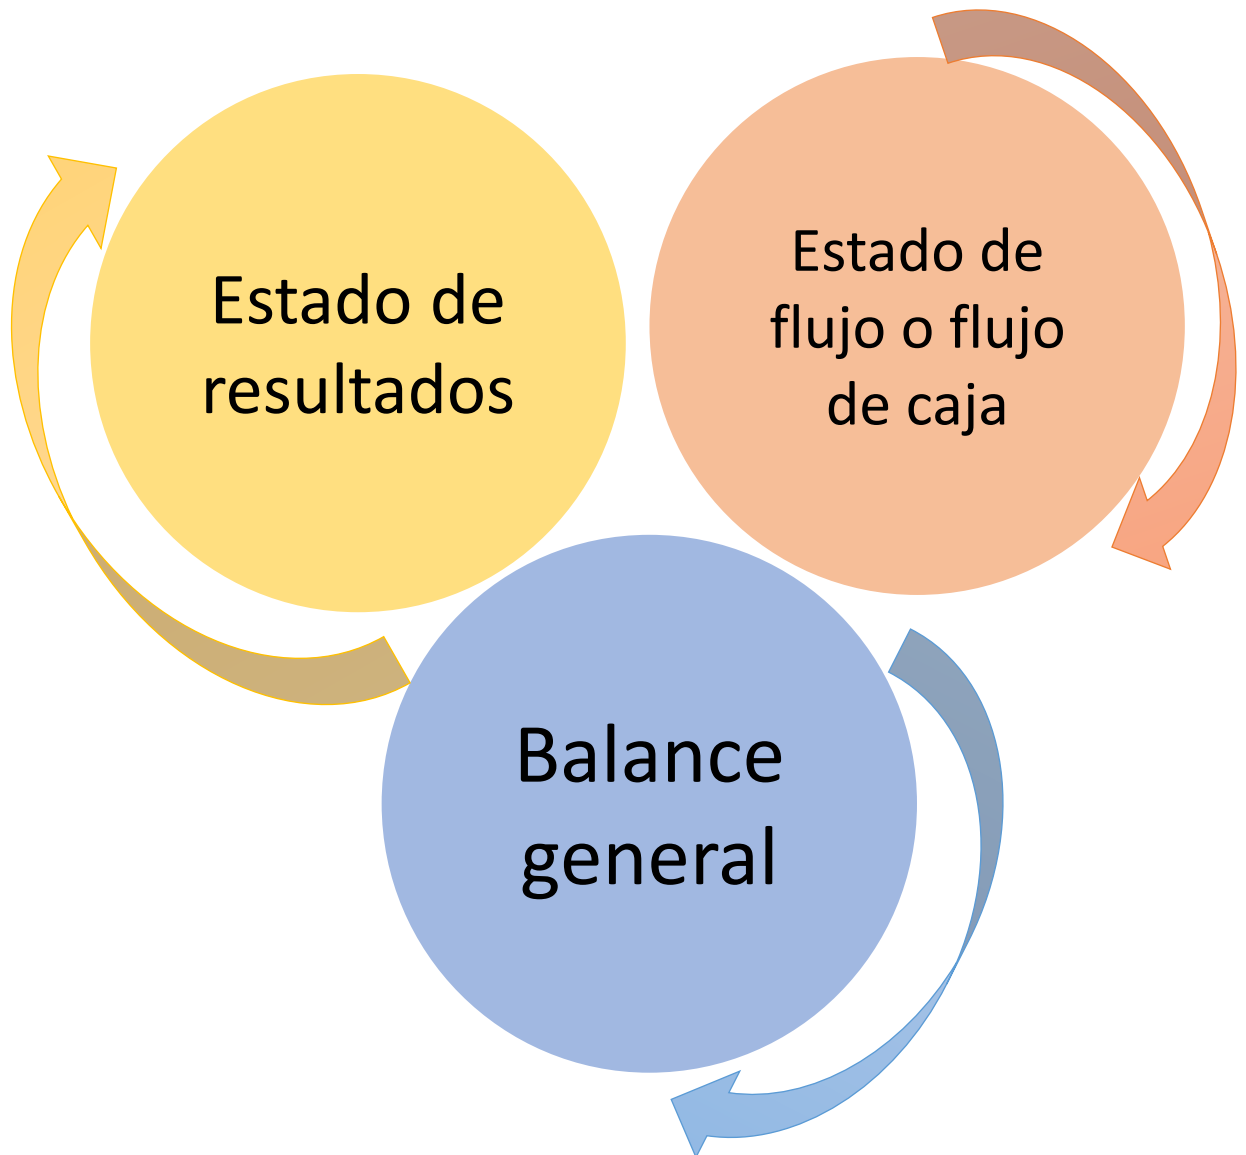 Estado de
resultados
Estado de
flujo o flujo
de caja
Balance
general